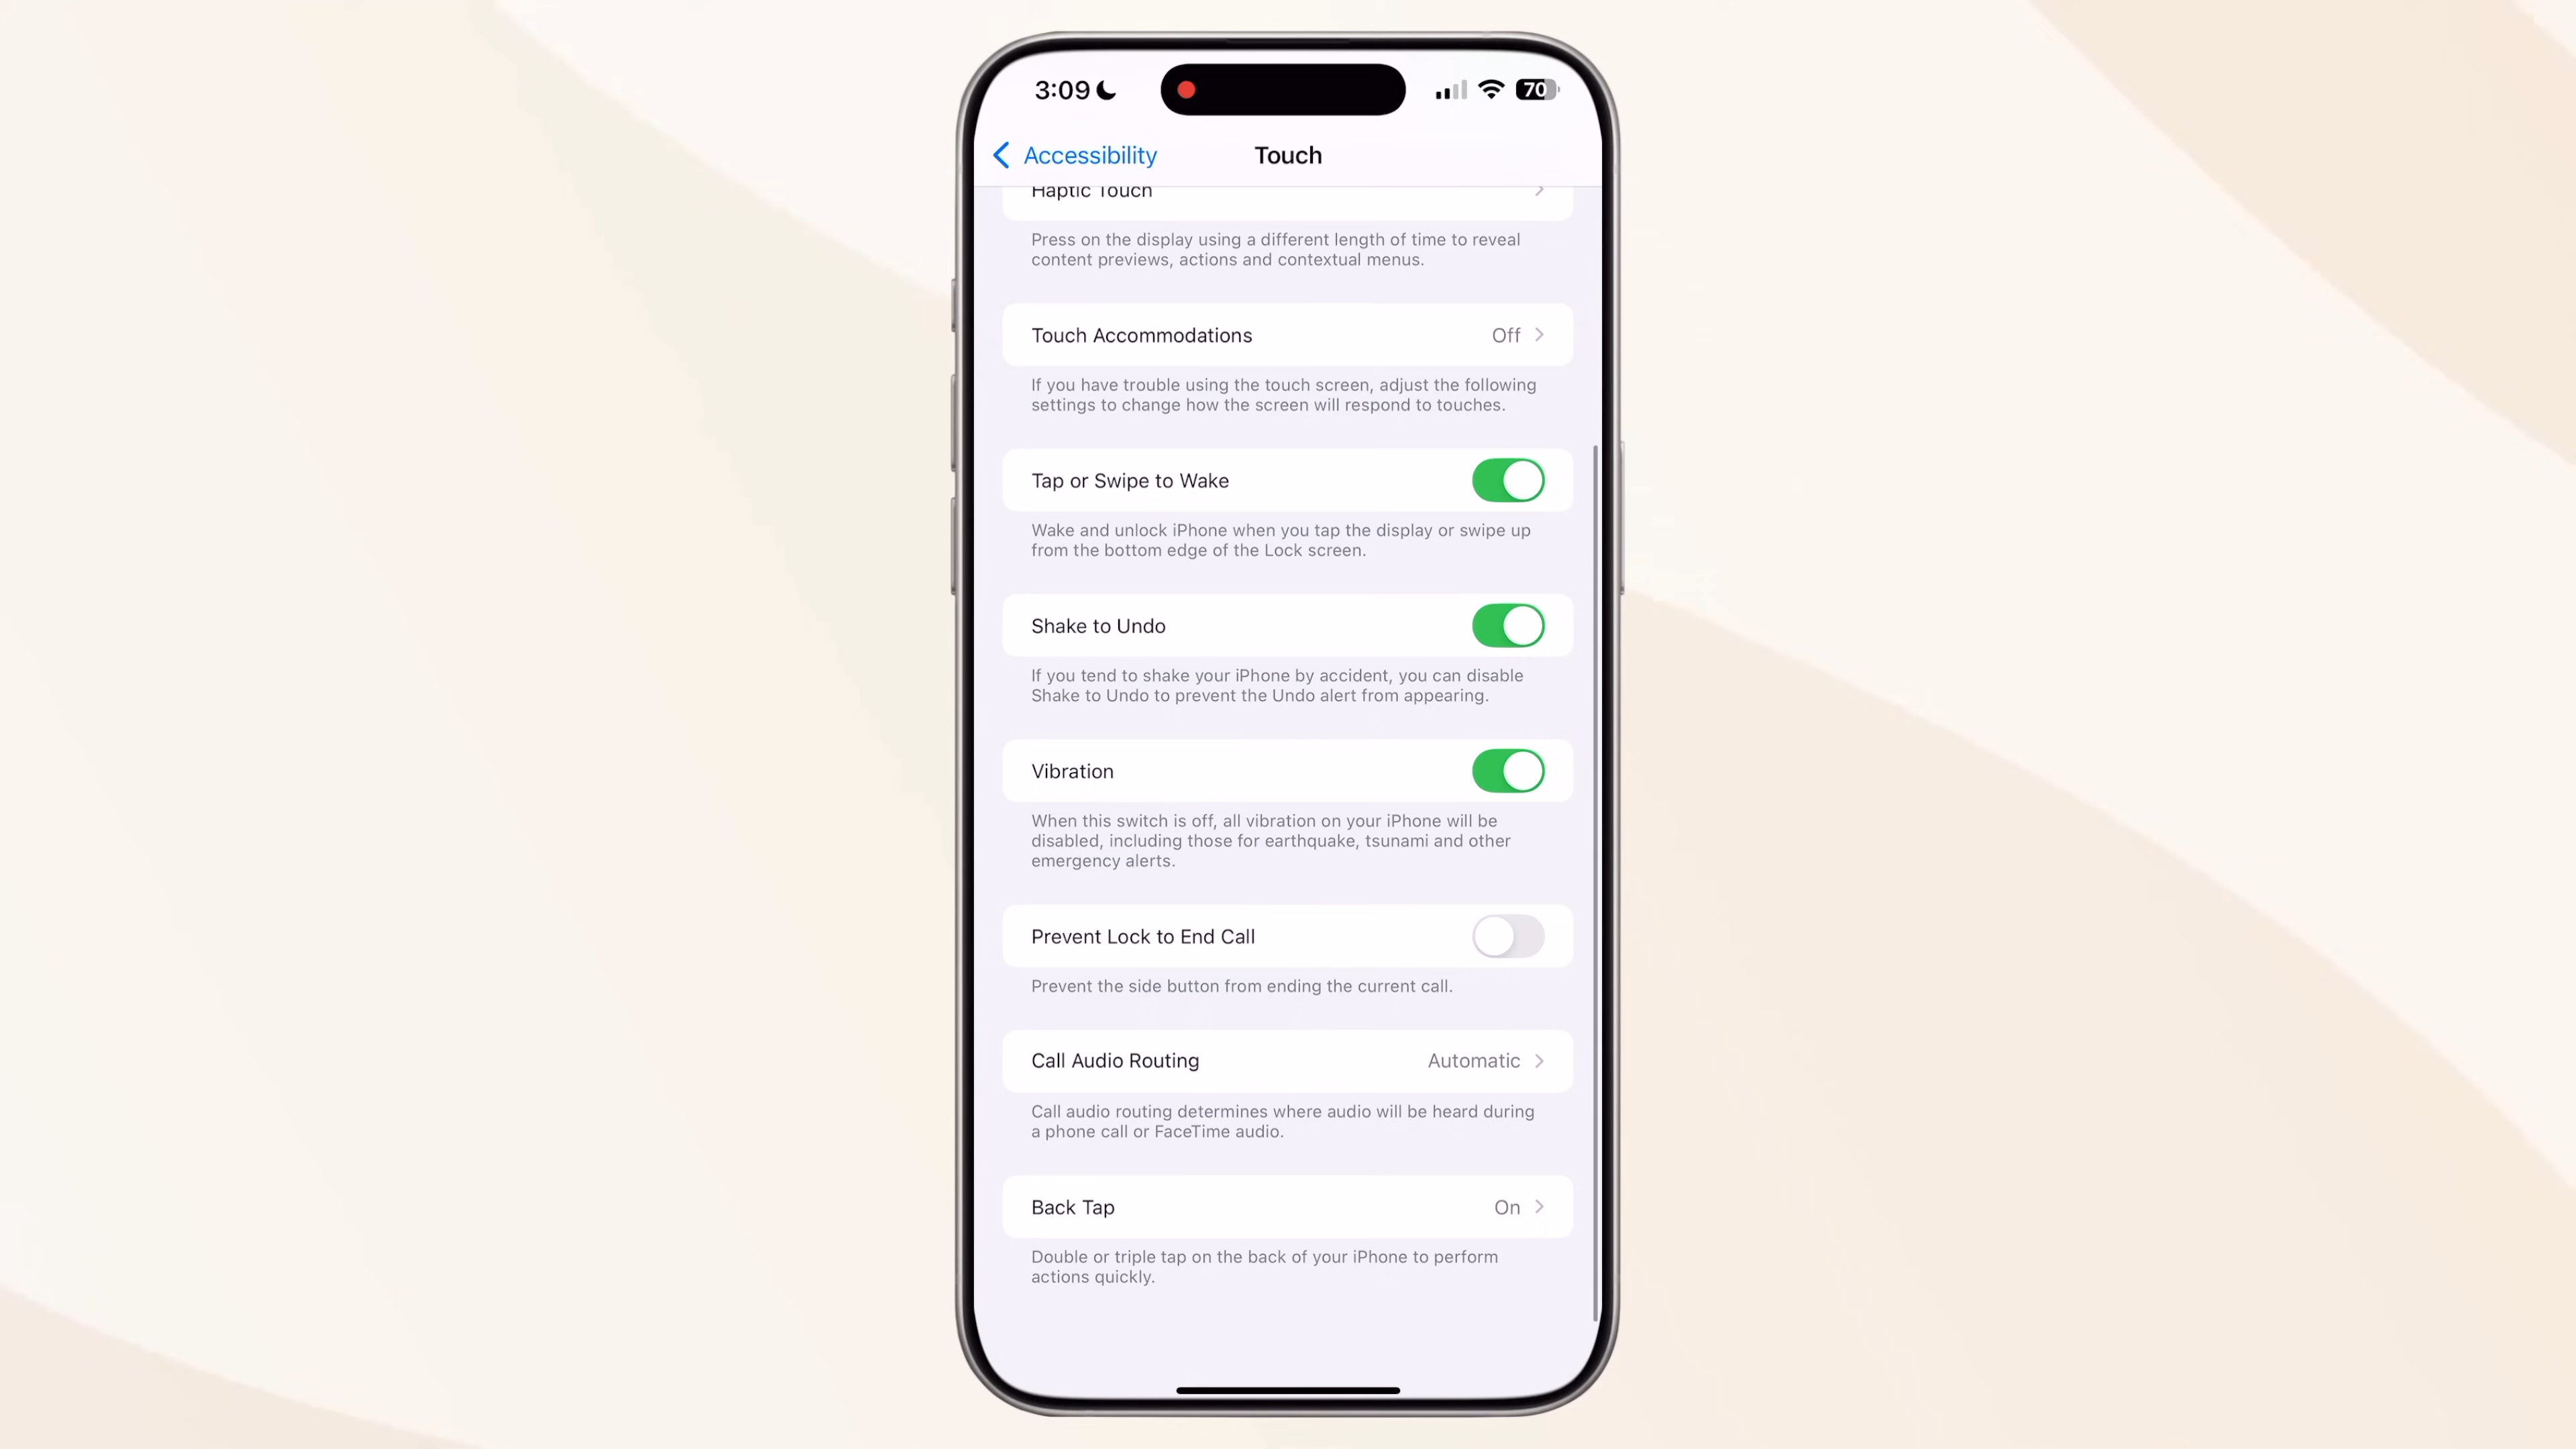 3:09
70
Accessibility
Touch
Haptic Touch
Press on the display using a different length of time to reveal
content previews, actions and contextual menus.
Touch Accommodations
Off
If you have trouble using the touch screen, adjust the following
settings to change how the screen will respond to touches.
Tap or Swipe to Wake
Wake and unlock iPhone when you tap the display or swipe up
from the bottom edge of the Lock screen.
Shake to Undo
If you tend to shake your iPhone by accident, you can disable
Shake to Undo to prevent the Undo alert from appearing.
Vibration
When this switch is off, all vibration on your iPhone will be
disabled, including those for earthquake, tsunami and other
emergency alerts.
Prevent Lock to End Call
Prevent the side button from ending the current call.
Call Audio Routing
Automatic
Call audio routing determines where audio will be heard during
a phone call or FaceTime audio.
Back Tap
On
Double or triple tap on the back of your iPhone to perform
actions quickly.